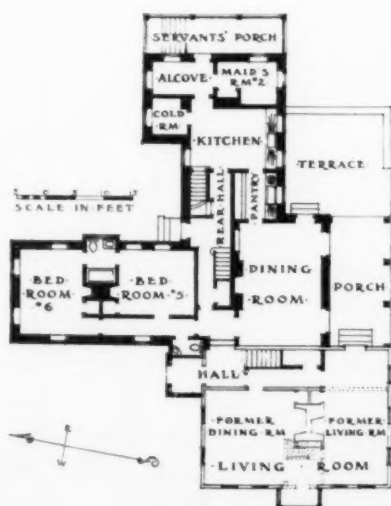 SERVANTS' PORCH
ALCOVE
MAID'S
RM #2
COLD
RM
KITCHEN
TERRACE
SCALE IN FEET
REAR HALL
PANTRY
BED
ROOM
#6
BED
ROOM #5
DINING
ROOM
PORCH
HALL
FORMER
DINING RM
FORMER
LIVING RM
LIVING ROOM